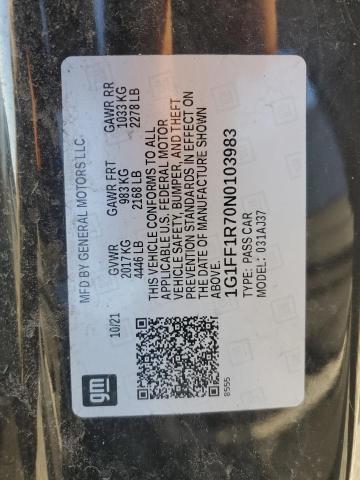 MFD BY GENERAL MOTORS LLC
10/21
GVWR GAWR FRT GAWR RR
2017 KG 983 KG 1033 KG
4446 LB 2168 LB 2278 LB
THIS VEHICLE CONFORMS TO ALL
APPLICABLE U.S. FEDERAL MOTOR
VEHICLE SAFETY, BUMPER, AND THEFT
PREVENTION STANDARDS IN EFFECT ON
THE DATE OF MANUFACTURE SHOWN
ABOVE.
1G1FF1R70N0103983
TYPE: PASS CAR
MODEL: 031AJ37
gm
8555